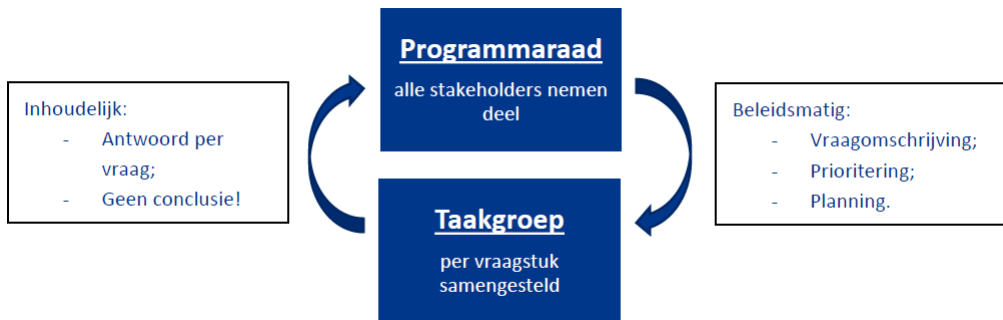 Programmaraad
alle stakeholders nemen
deel
Inhoudelijk:
- Antwoord per
vraag;
- Geen conclusie!
Beleidsmatig:
- Vraagomschrijving;
- Prioritering;
- Planning.
Taakgroep
per vraagstuk
samengesteld